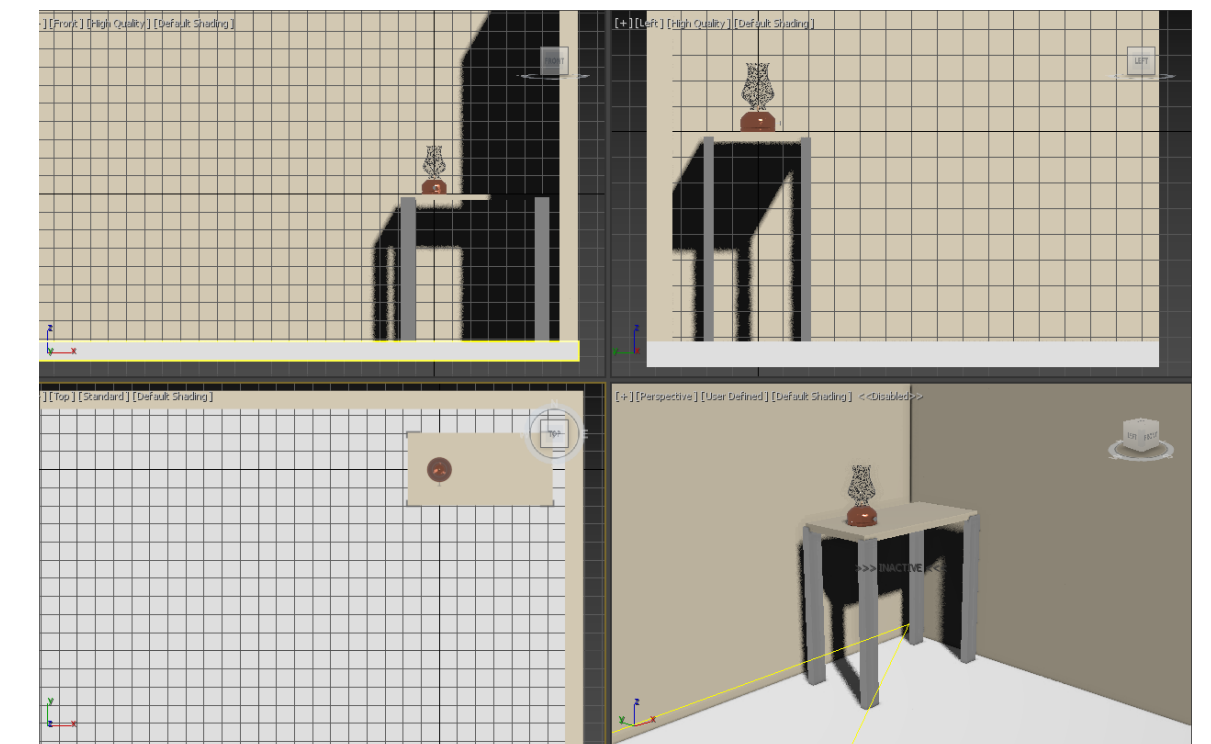 ] [Front ] [High Quality ] [Default Shading ]
FRONT
[+] [Left ] [High Quality ] [Default Shading ]
LEFT
z
y x
z
y x
] [Top ] [Standard ] [Default Shading ]
N
TOP
E
[+] [Perspective ] [User Defined ] [Default Shading ] <<Disabled>>
>>> INACTIVE <<<
y
z x
z
y x